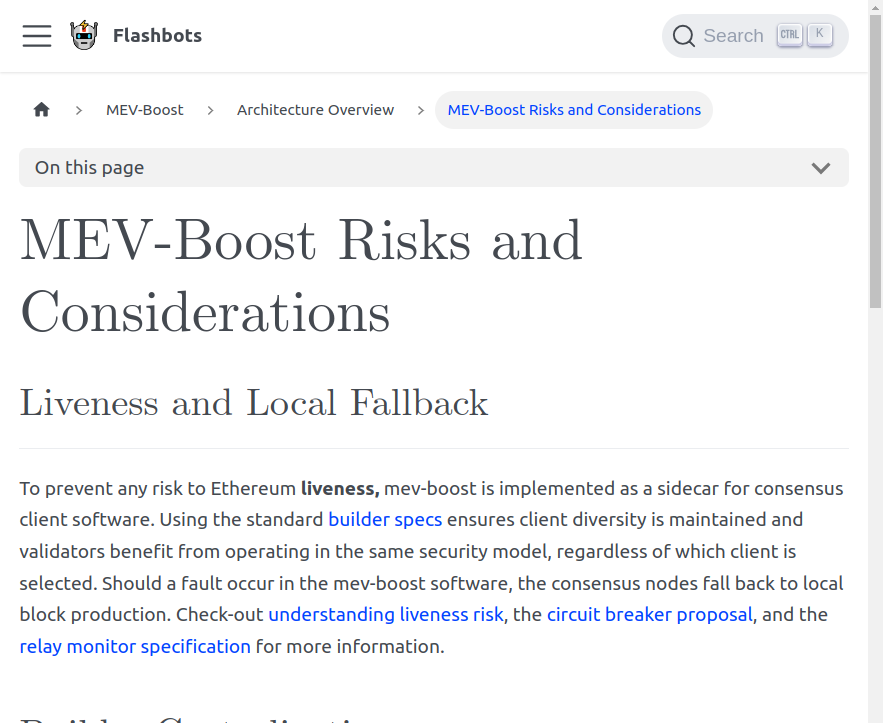 Flashbots
Search CTRL K
MEV-Boost
Architecture Overview
MEV-Boost Risks and Considerations
On this page
MEV-Boost Risks and
Considerations
Liveness and Local Fallback
To prevent any risk to Ethereum liveness, mev-boost is implemented as a sidecar for consensus
client software. Using the standard builder specs ensures client diversity is maintained and
validators benefit from operating in the same security model, regardless of which client is
selected. Should a fault occur in the mev-boost software, the consensus nodes fall back to local
block production. Check-out understanding liveness risk, the circuit breaker proposal, and the
relay monitor specification for more information.